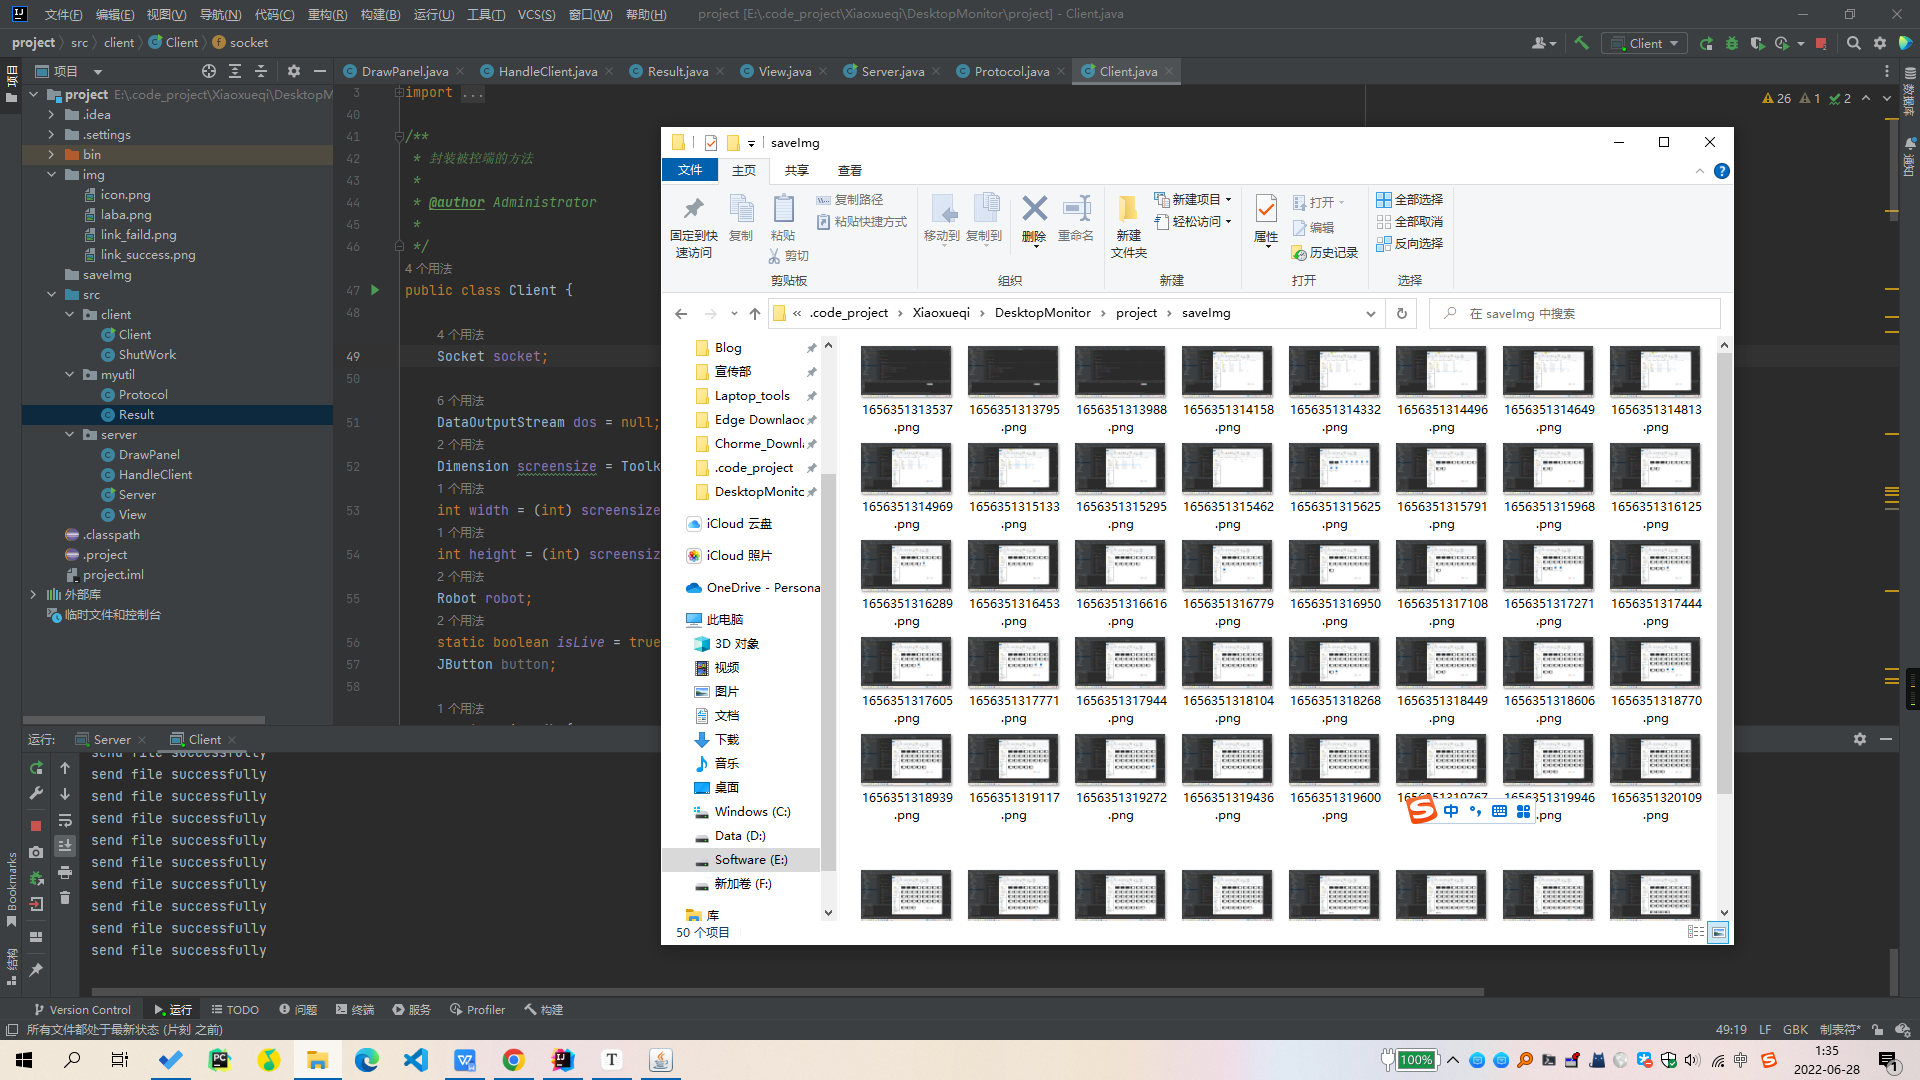 文件(F) 编辑(E) 视图(V) 导航(N) 代码(C) 重构(R) 构建(B) 运行(U) 工具(T) VCS(S) 窗口(W) 帮助(H) project [E:\.code_project\Xiaoxueqi\DesktopMonitor\project] - Client.java
project src client Client socket
Client
项目
DrawPanel.java HandleClient.java Result.java View.java Server.java Protocol.java Client.java
project E:\.code_project\Xiaoxueqi\DesktopM
.idea
.settings
bin
img
icon.png
laba.png
link_faild.png
link_success.png
saveImg
src
client
Client
ShutWork
myutil
Protocol
Result
server
DrawPanel
HandleClient
Server
View
.classpath
.project
project.iml
外部库
临时文件和控制台
项目
Bookmarks
结构
数据库
通知
26 1 2
3 import ...
40
41 /**
42 * 封装被控端的方法
43 *
44 * @author Administrator
45 *
46 */
4 个用法
47 public class Client {
48
4 个用法
49 Socket socket;
50
6 个用法
51 DataOutputStream dos = null;
2 个用法
52 Dimension screensize = Toolk
1 个用法
53 int width = (int) screensize
1 个用法
54 int height = (int) screensiz
2 个用法
55 Robot robot;
2 个用法
56 static boolean isLive = true
57 JButton button;
58
1 个用法
saveImg
文件 主页 共享 查看
固定到快速访问
复制
粘贴
复制路径
粘贴快捷方式
剪切
剪贴板
移动到
复制到
删除
重命名
组织
新建文件夹
新建项目
轻松访问
新建
属性
打开
编辑
历史记录
打开
全部选择
全部取消
反向选择
选择
« .code_project › Xiaoxueqi › DesktopMonitor › project › saveImg
在 saveImg 中搜索
Blog
宣传部
Laptop_tools
Edge Downlaoc
Chorme_Downl
.code_project
DesktopMonitc
iCloud 云盘
iCloud 照片
OneDrive - Persona
此电脑
3D 对象
视频
图片
文档
下载
音乐
桌面
Windows (C:)
Data (D:)
Software (E:)
新加卷 (F:)
库
1656351313537.png 1656351313795.png 1656351313988.png 1656351314158.png 1656351314332.png 1656351314496.png 1656351314649.png 1656351314813.png
1656351314969.png 1656351315133.png 1656351315295.png 1656351315462.png 1656351315625.png 1656351315791.png 1656351315968.png 1656351316125.png
1656351316289.png 1656351316453.png 1656351316616.png 1656351316779.png 1656351316950.png 1656351317108.png 1656351317271.png 1656351317444.png
1656351317605.png 1656351317771.png 1656351317944.png 1656351318104.png 1656351318268.png 1656351318449.png 1656351318606.png 1656351318770.png
1656351318939.png 1656351319117.png 1656351319272.png 1656351319436.png 1656351319600.png 1656351319767 1656351319946.png 1656351320109.png
中
50 个项目
运行: Server Client
send file successfully
send file successfully
send file successfully
send file successfully
send file successfully
send file successfully
send file successfully
send file successfully
send file successfully
send file successfully
Version Control 运行 TODO 问题 终端 服务 Profiler 构建
所有文件都处于最新状态 (片刻 之前)
49:19 LF GBK 制表符*
100%
中
1:35
2022-06-28
1